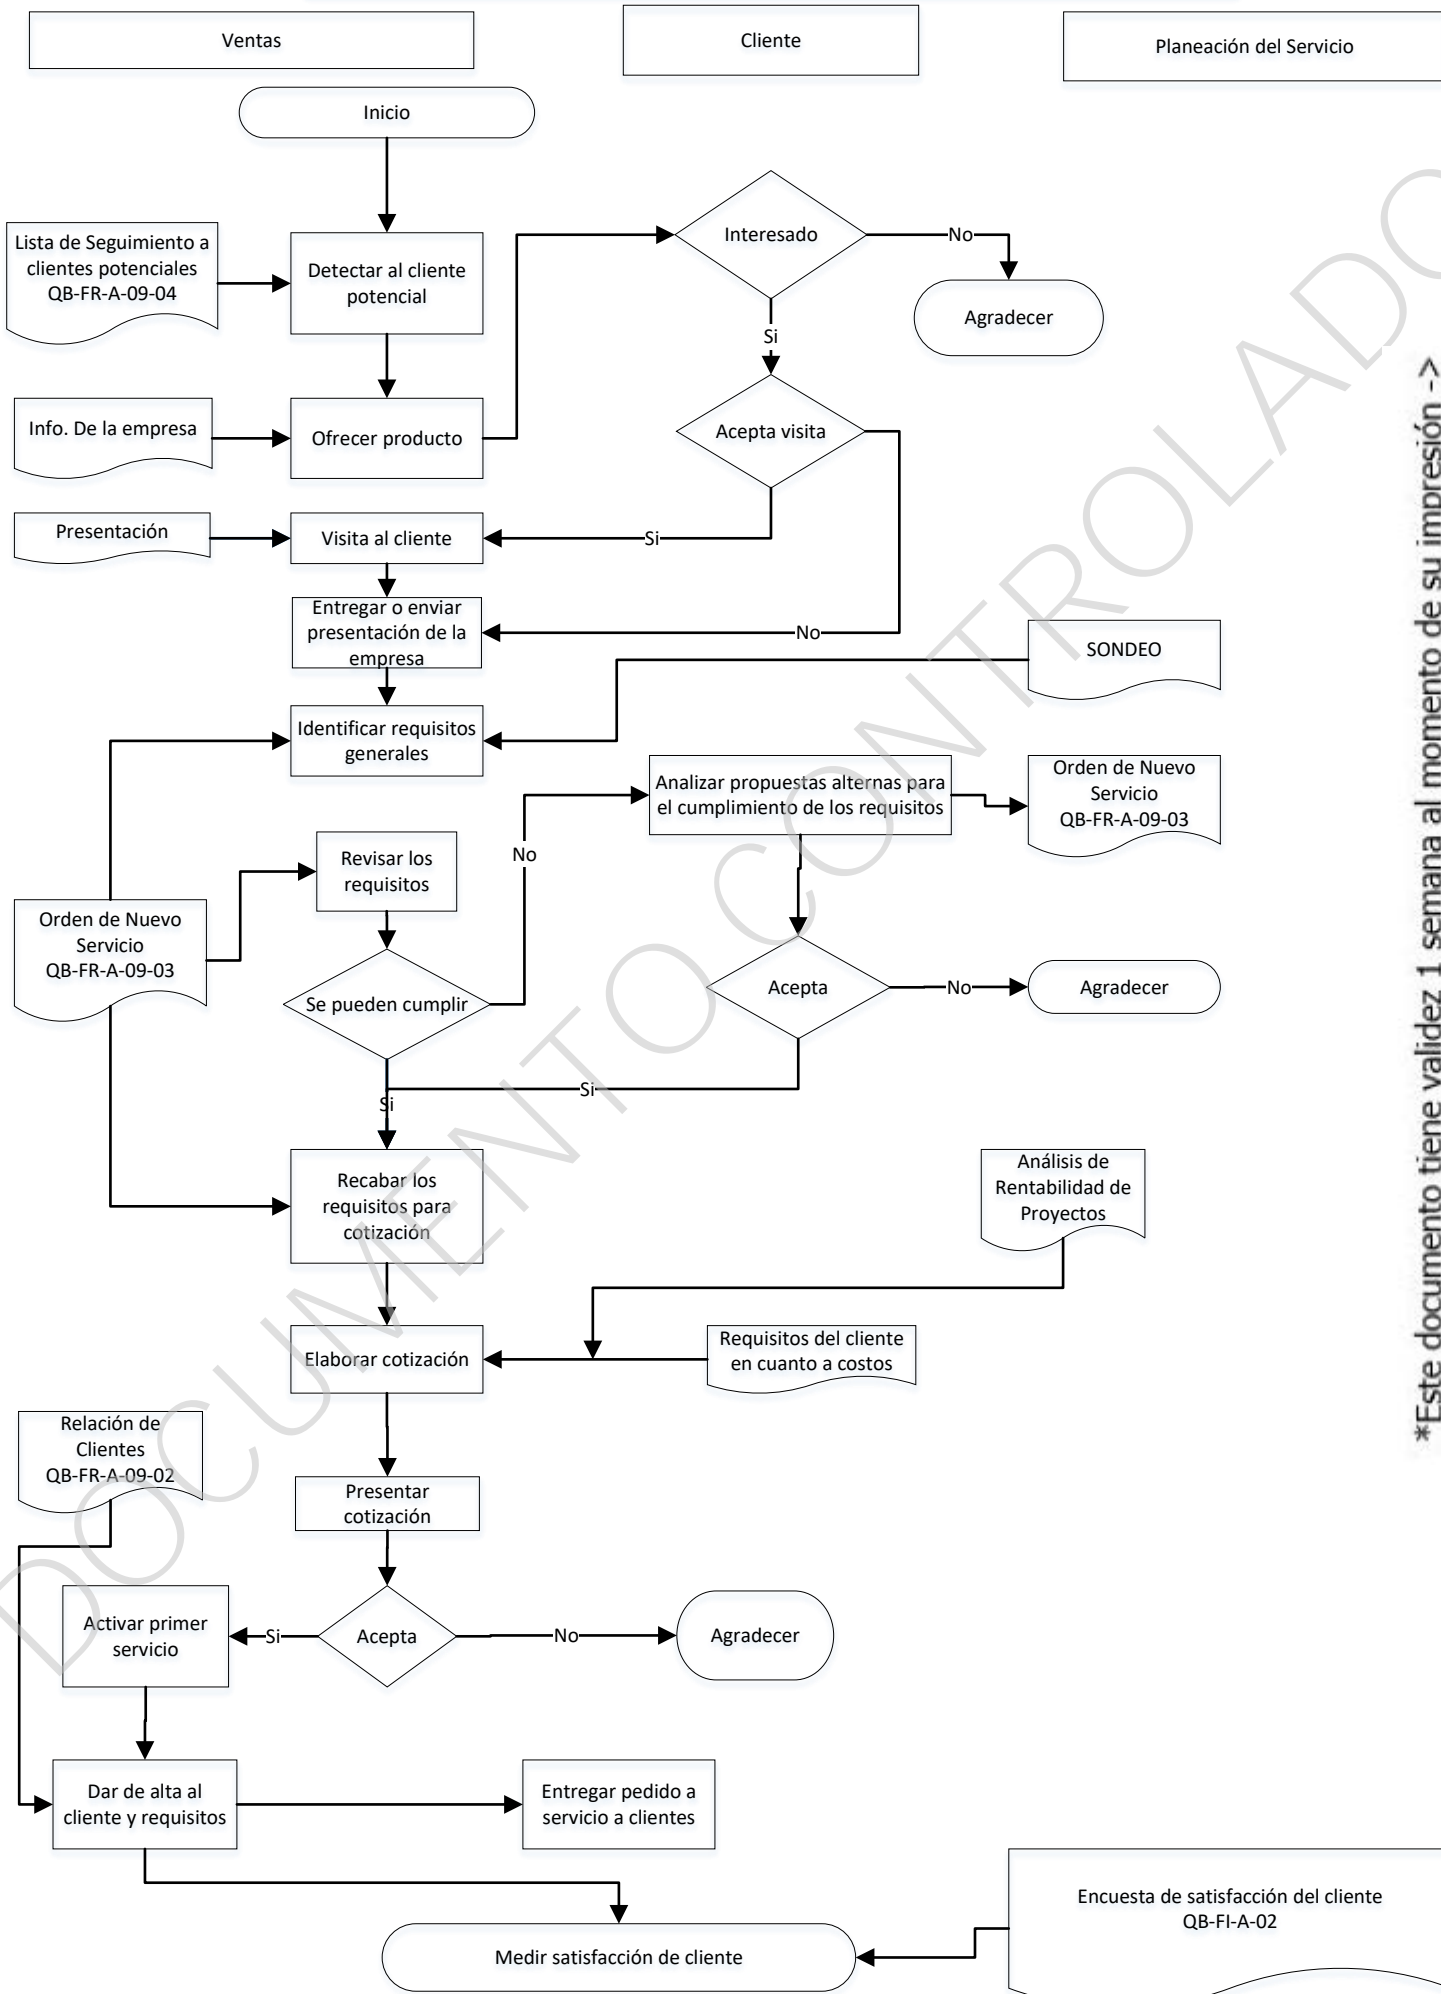 Ventas
Cliente
Planeación del Servicio
Inicio
Interesado
No
Agradecer
Lista de Seguimiento a
clientes potenciales
QB-FR-A-09-04
Detectar al cliente
potencial
Si
Info. De la empresa
Ofrecer producto
Acepta visita
Presentación
Visita al cliente
Si
Entregar o enviar
presentación de la
empresa
No
SONDEO
Identificar requisitos
generales
Analizar propuestas alternas para
el cumplimiento de los requisitos
Orden de Nuevo
Servicio
QB-FR-A-09-03
Revisar los
requisitos
No
Orden de Nuevo
Servicio
QB-FR-A-09-03
Se pueden cumplir
Acepta
No
Agradecer
Si
Si
Recabar los
requisitos para
cotización
Análisis de
Rentabilidad de
Proyectos
Elaborar cotización
Requisitos del cliente
en cuanto a costos
Relación de
Clientes
QB-FR-A-09-02
Presentar
cotización
Activar primer
servicio
Si
Acepta
No
Agradecer
Dar de alta al
cliente y requisitos
Entregar pedido a
servicio a clientes
Encuesta de satisfacción del cliente
QB-FI-A-02
Medir satisfacción de cliente
*Este documento tiene validez 1 semana al momento de su impresión ->
DOCUMENTO CONTROLADO